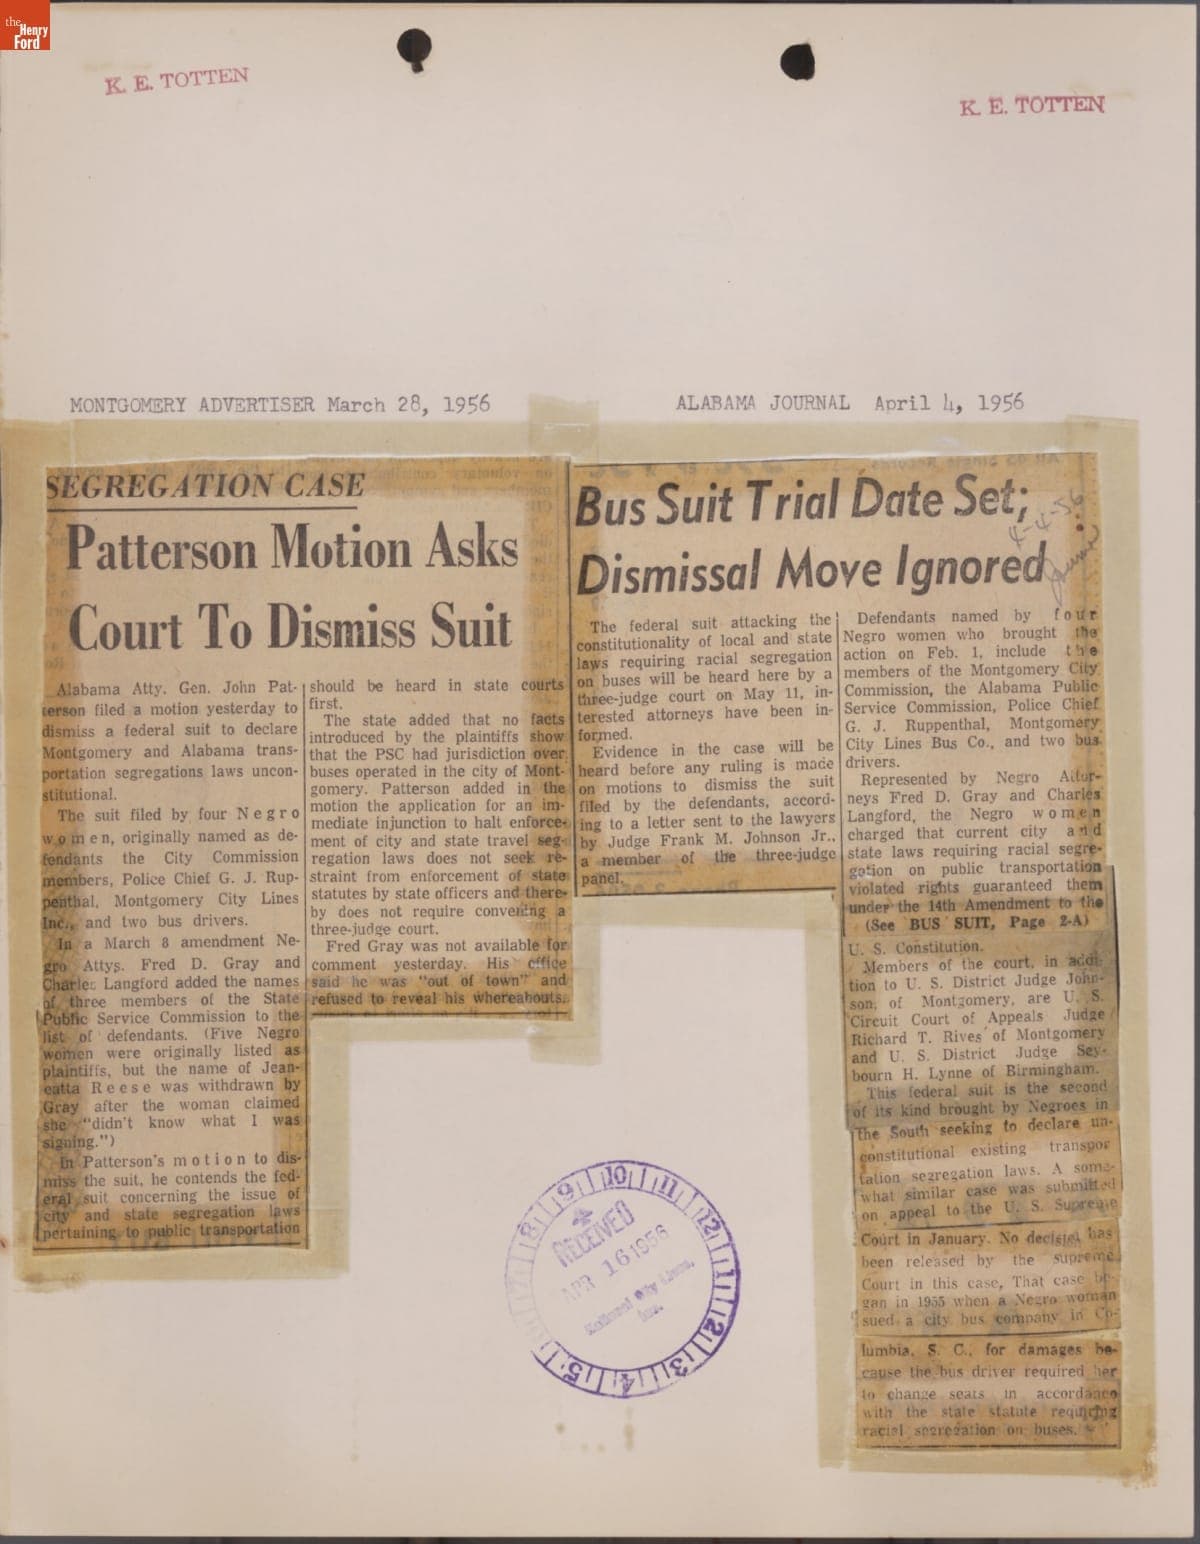 the
Henry
Ford
K. E. TOTTEN
K. E. TOTTEN
MONTGOMERY ADVERTISER March 28, 1956
SEGREGATION CASE
Patterson Motion Asks
Court To Dismiss Suit
Alabama Atty. Gen. John Pat-
terson filed a motion yesterday to
dismiss a federal suit to declare
Montgomery and Alabama trans-
portation segregations laws uncon-
stitutional.
The suit filed by four Negro
women, originally named as de-
fendants the City Commission
members, Police Chief G. J. Rup-
penthal, Montgomery City Lines
Inc., and two bus drivers.
In a March 8 amendment Ne-
gro Attys. Fred D. Gray and
Charles Langford added the names
of three members of the State
Public Service Commission to the
list of defendants. (Five Negro
women were originally listed as
plaintiffs, but the name of Jean-
eatta Reese was withdrawn by
Gray after the woman claimed
she "didn't know what I was
signing.")
In Patterson's motion to dis-
miss the suit, he contends the fed-
eral suit concerning the issue of
city and state segregation laws
pertaining to public transportation
should be heard in state courts
first.
The state added that no facts
introduced by the plaintiffs show
that the PSC had jurisdiction over
buses operated in the city of Mont-
gomery. Patterson added in the
motion the application for an im-
mediate injunction to halt enforce-
ment of city and state travel seg-
regation laws does not seek re-
straint from enforcement of state
statutes by state officers and there-
by does not require convening a
three-judge court.
Fred Gray was not available for
comment yesterday. His office
said he was "out of town" and
refused to reveal his whereabouts.
ALABAMA JOURNAL April 4, 1956
Bus Suit Trial Date Set;
Dismissal Move Ignored
4-4-56
The federal suit attacking the
constitutionality of local and state
laws requiring racial segregation
on buses will be heard here by a
three-judge court on May 11, in-
terested attorneys have been in-
formed.
Evidence in the case will be
heard before any ruling is made
on motions to dismiss the suit
filed by the defendants, accord-
ing to a letter sent to the lawyers
by Judge Frank M. Johnson Jr.,
a member of the three-judge
panel.
Defendants named by four
Negro women who brought the
action on Feb. 1, include the
members of the Montgomery City
Commission, the Alabama Public
Service Commission, Police Chief
G. J. Ruppenthal, Montgomery
City Lines Bus Co., and two bus
drivers.
Represented by Negro Attor-
neys Fred D. Gray and Charles
Langford, the Negro women
charged that current city and
state laws requiring racial segre-
gation on public transportation
violated rights guaranteed them
under the 14th Amendment to the
(See BUS SUIT, Page 2-A)
U. S. Constitution.
Members of the court, in addi-
tion to U. S. District Judge John-
son, of Montgomery, are U. S.
Circuit Court of Appeals Judge
Richard T. Rives of Montgomery
and U. S. District Judge Sey-
bourn H. Lynne of Birmingham.
This federal suit is the second
of its kind brought by Negroes in
the South seeking to declare un-
constitutional existing transpor
tation segregation laws. A some-
what similar case was submitted
on appeal to the U. S. Supreme
Court in January. No decision has
been released by the supreme
Court in this case, That case be-
gan in 1955 when a Negro woman
sued a city bus company in Co-
lumbia, S. C., for damages be-
cause the bus driver required her
to change seats in accordance
with the state statute requiring
racial segregation on buses.
RECEIVED
APR 16 1956
National City Lines,
Inc.
7 8 9 10 11 12 1 2 3 4 5